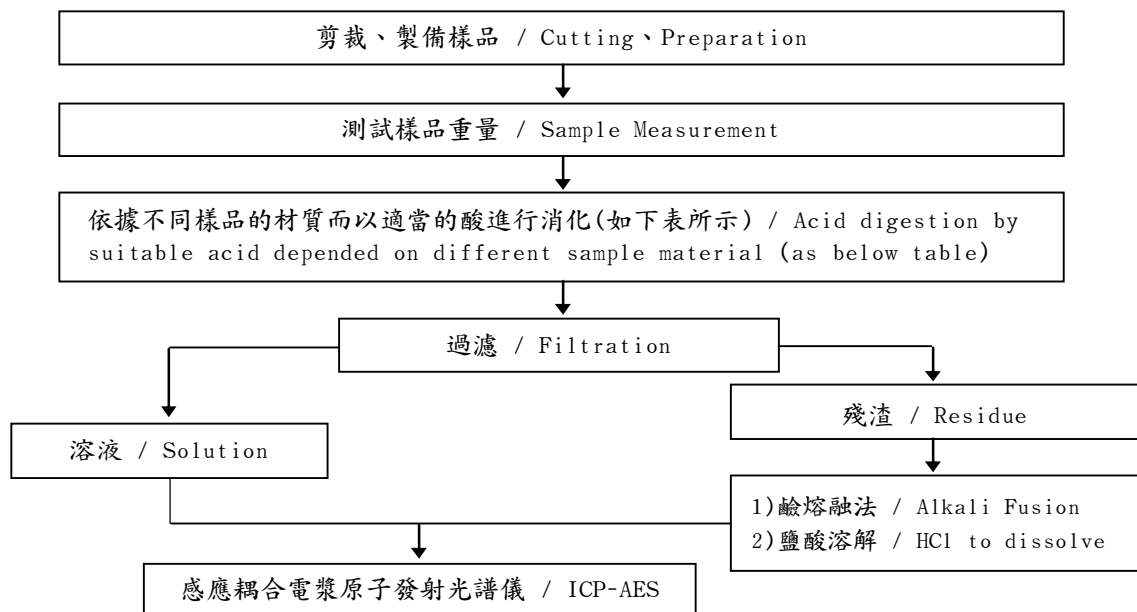 剪裁、製備樣品 / Cutting、Preparation
測試樣品重量 / Sample Measurement
依據不同樣品的材質而以適當的酸進行消化(如下表所示) / Acid digestion by
suitable acid depended on different sample material (as below table)
過濾 / Filtration
溶液 / Solution
殘渣 / Residue
1)鹼熔融法 / Alkali Fusion
2)鹽酸溶解 / HCl to dissolve
感應耦合電漿原子發射光譜儀 / ICP-AES